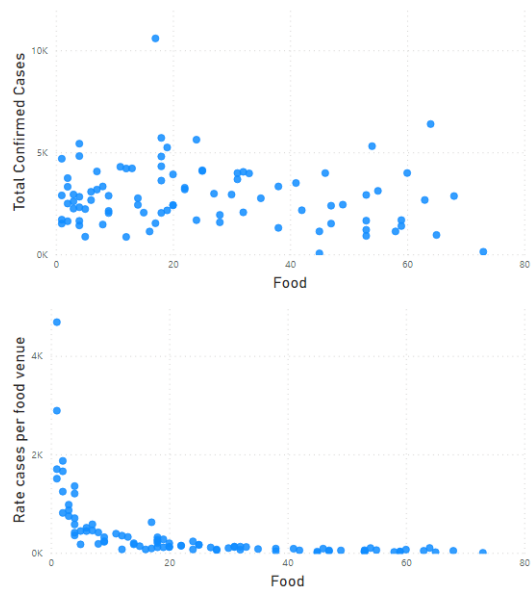 10K
Total Confirmed Cases
5K
0K
0 20 40 60 80
Food
4K
Rate cases per food venue
2K
0K
0 20 40 60 80
Food